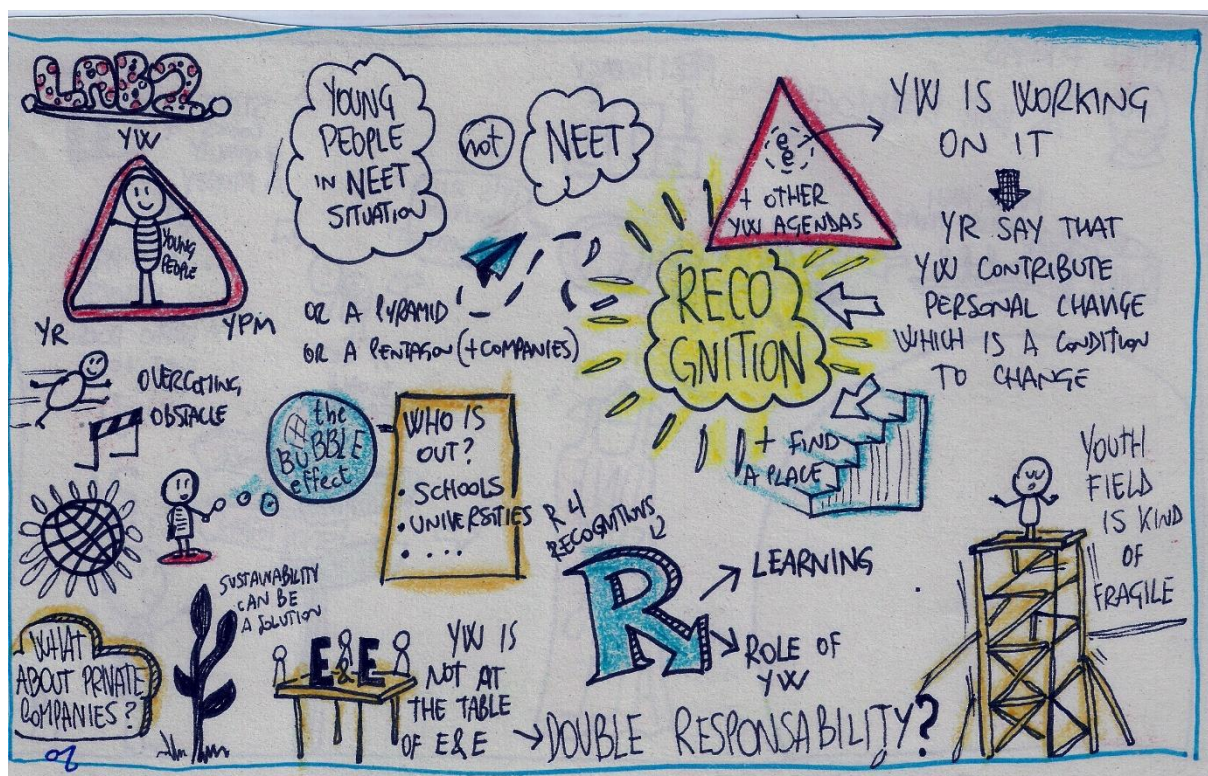 LAB2
YW
YOUNG
PEOPLE
YR
YPM
YOUNG
PEOPLE
IN NEET
SITUATION
not
NEET
OR A PYRAMID
OR A PENTAGON (+COMPANIES)
e
e
+ OTHER
YW AGENDAS
YW IS WORKING
ON IT
YR SAY THAT
YW CONTRIBUTE
PERSONAL CHANGE
WHICH IS A CONDITION
TO CHANGE
RECO
GNITION
+ FIND
A PLACE
OVERCOMING
OBSTACLE
the
BUBBLE
effect
WHO IS
OUT?
• SCHOOLS
• UNIVERSITIES
• ....
R 4
RECOGNITIONS
R
LEARNING
ROLE OF
YW
YOUTH
FIELD
IS KIND
OF
FRAGILE
WHAT
ABOUT PRIVATE
COMPANIES?
SUSTAINABILITY
CAN BE
A SOLUTION
E&E
YW IS
NOT AT
THE TABLE
OF E&E
DOUBLE RESPONSABILITY?